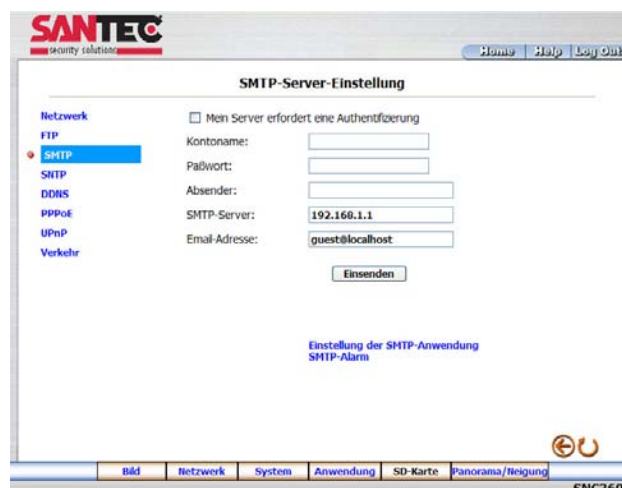 SANTEC
security solutions
Home Help Log Out
SMTP-Server-Einstellung
Netzwerk
FTP
SMTP
SNTP
DDNS
PPPoE
UPnP
Verkehr
Mein Server erfordert eine Authentifizierung
Kontoname:
Paßwort:
Absender:
SMTP-Server: 192.168.1.1
Email-Adresse: guest@localhost
Einsenden
Einstellung der SMTP-Anwendung
SMTP-Alarm
Bild Netzwerk System Anwendung SD-Karte Panorama/Neigung